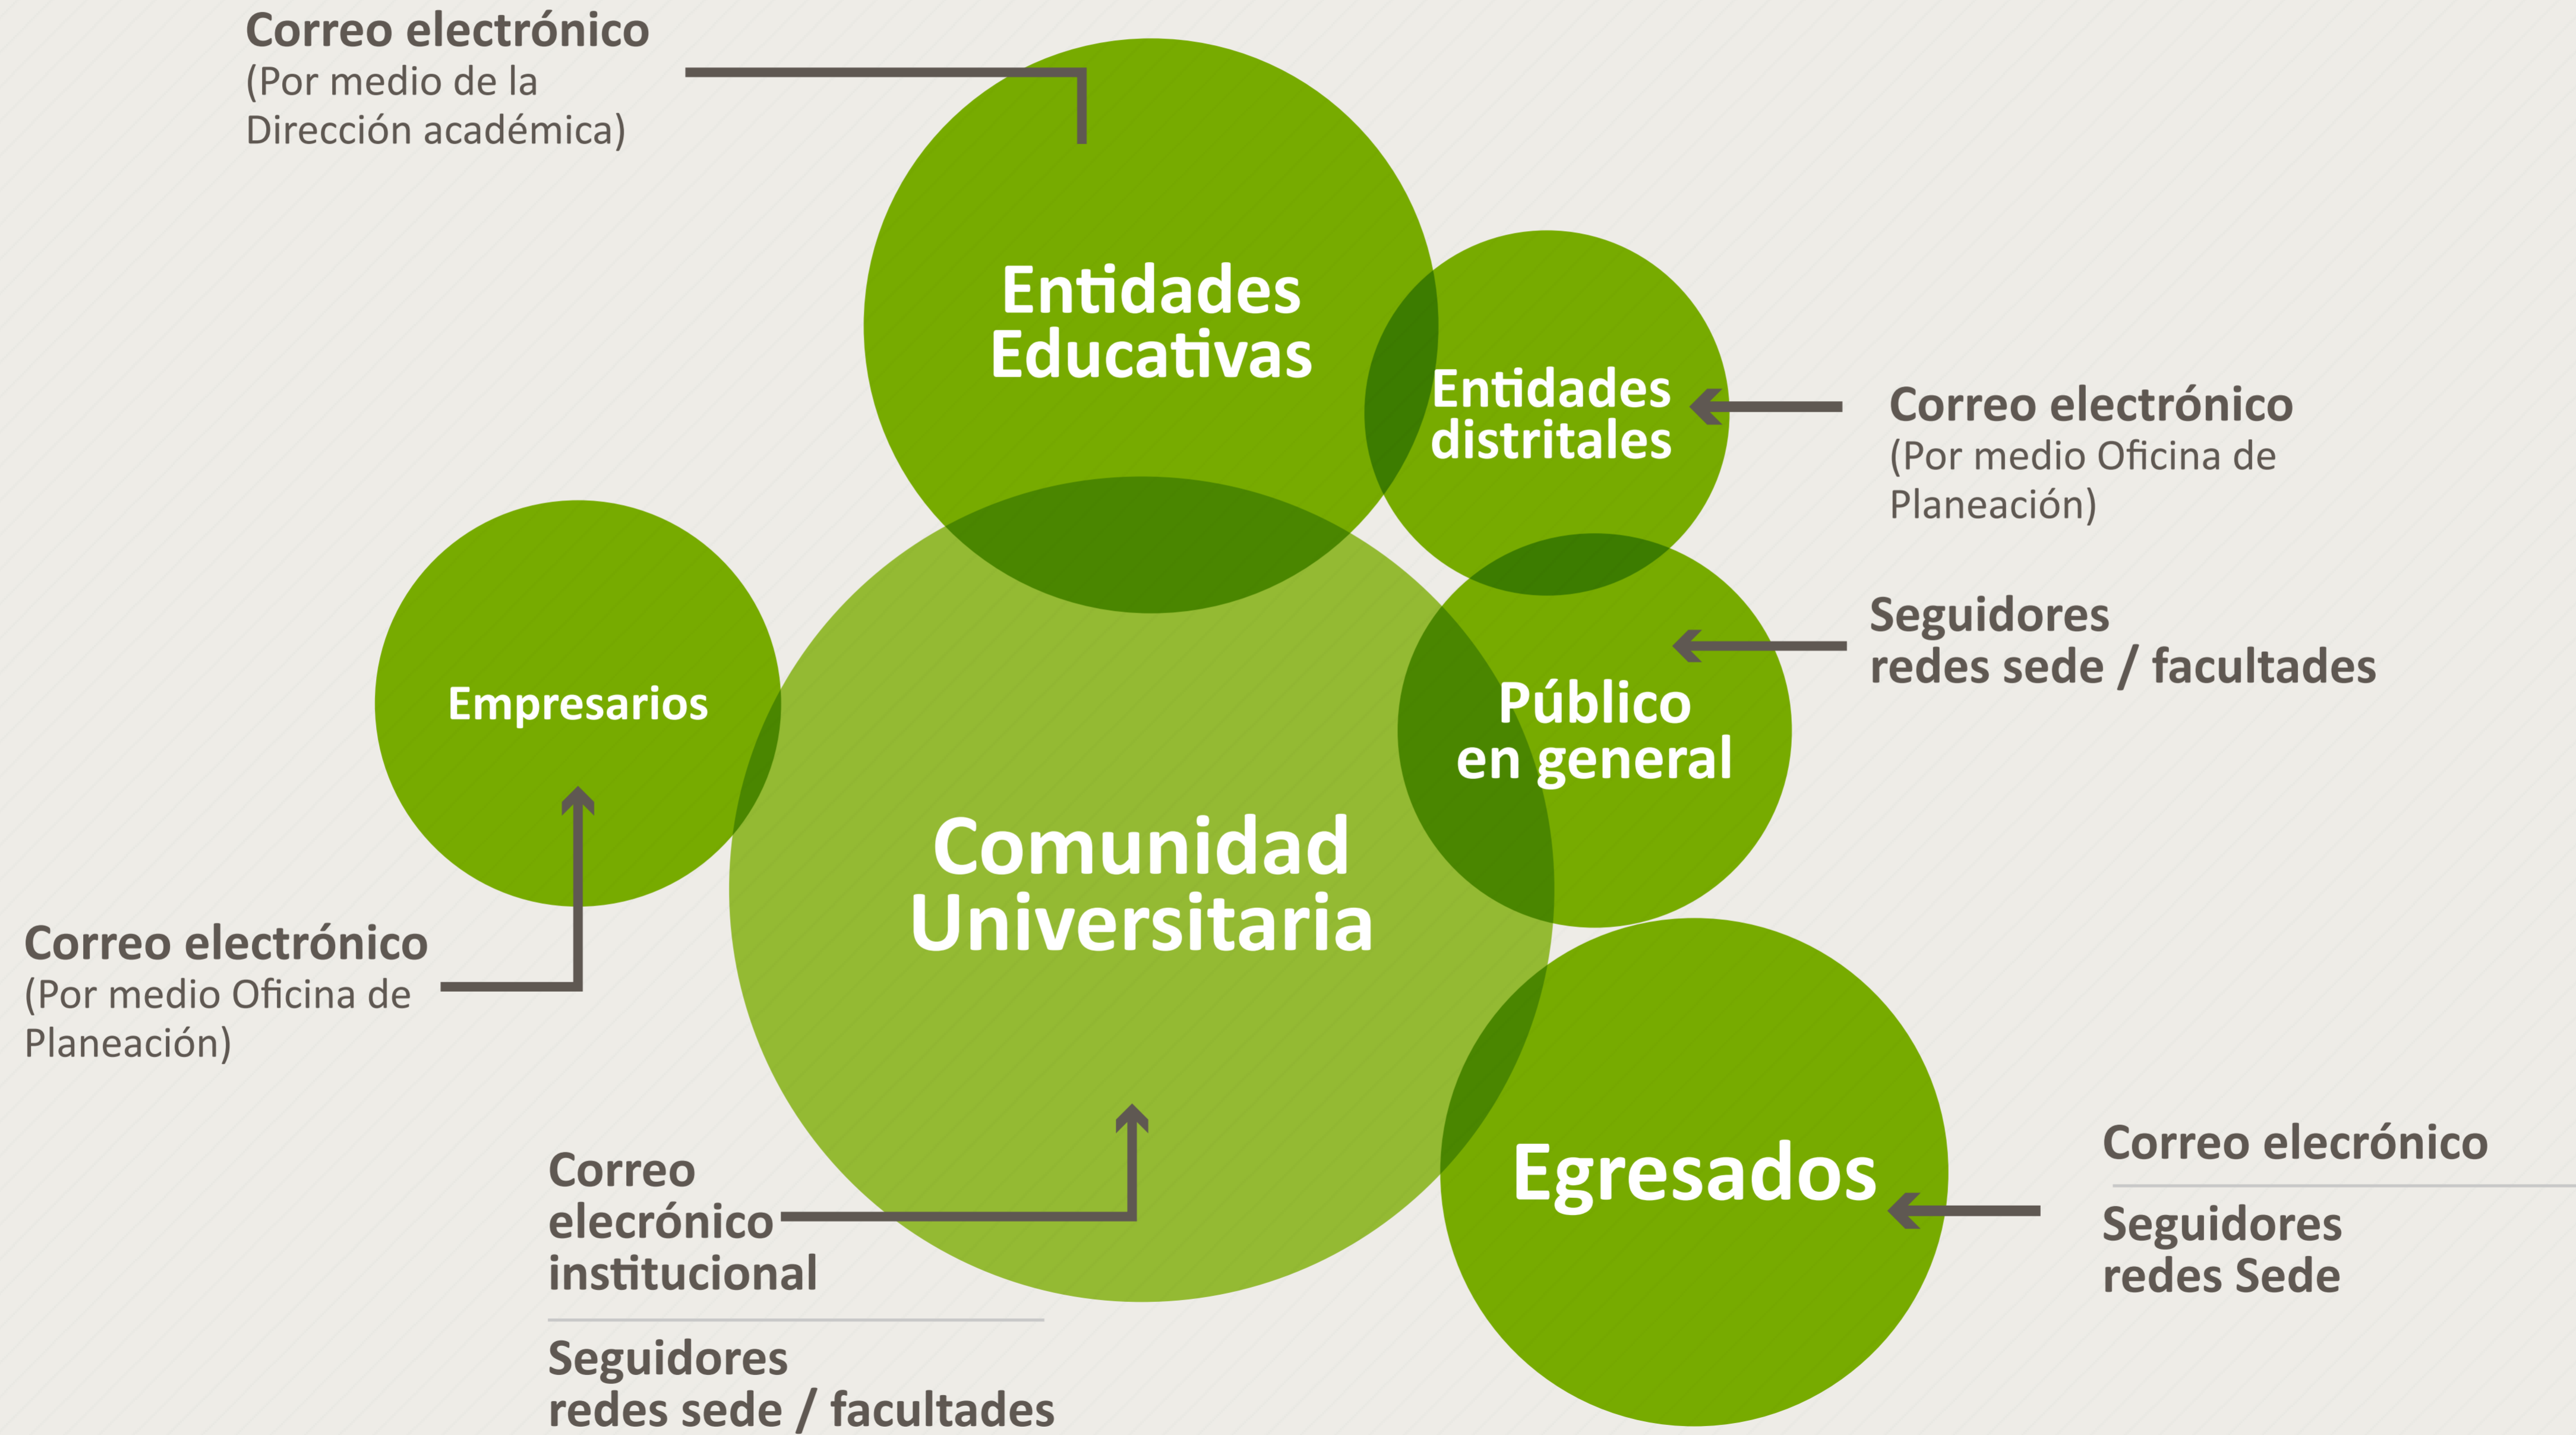 Correo electrónico
(Por medio de la
Dirección académica)
Entidades
Educativas
Entidades
distritales
Correo electrónico
(Por medio Oficina de
Planeación)
Seguidores
redes sede / facultades
Público
en general
Empresarios
Correo electrónico
(Por medio Oficina de
Planeación)
Comunidad
Universitaria
Correo
elecrónico
institucional
Seguidores
redes sede / facultades
Egresados
Correo elecrónico
Seguidores
redes Sede